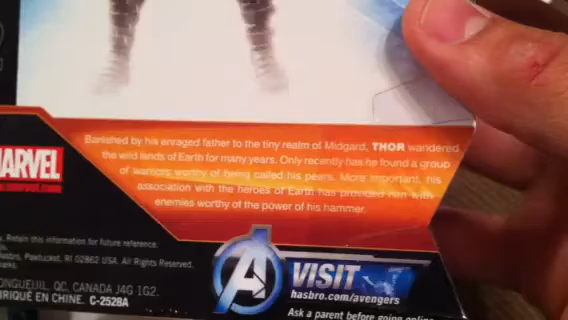 Banished by his enraged father to the tiny realm of Midgard, THOR wandered
the wild lands of Earth for many years. Only recently has he found a group
of warriors worthy of being called his peers. More important, his
association with the heroes of Earth has provided him with
enemies worthy of the power of his hammer.
MARVEL
Retain this information for future reference.
Hasbro, Pawtucket, RI 02862 USA. All Rights Reserved.
LONGUEUIL, QC, CANADA J4G 1G2.
FABRIQUÉ EN CHINE. C-2528A
A
VISIT
hasbro.com/avengers
Ask a parent before going online